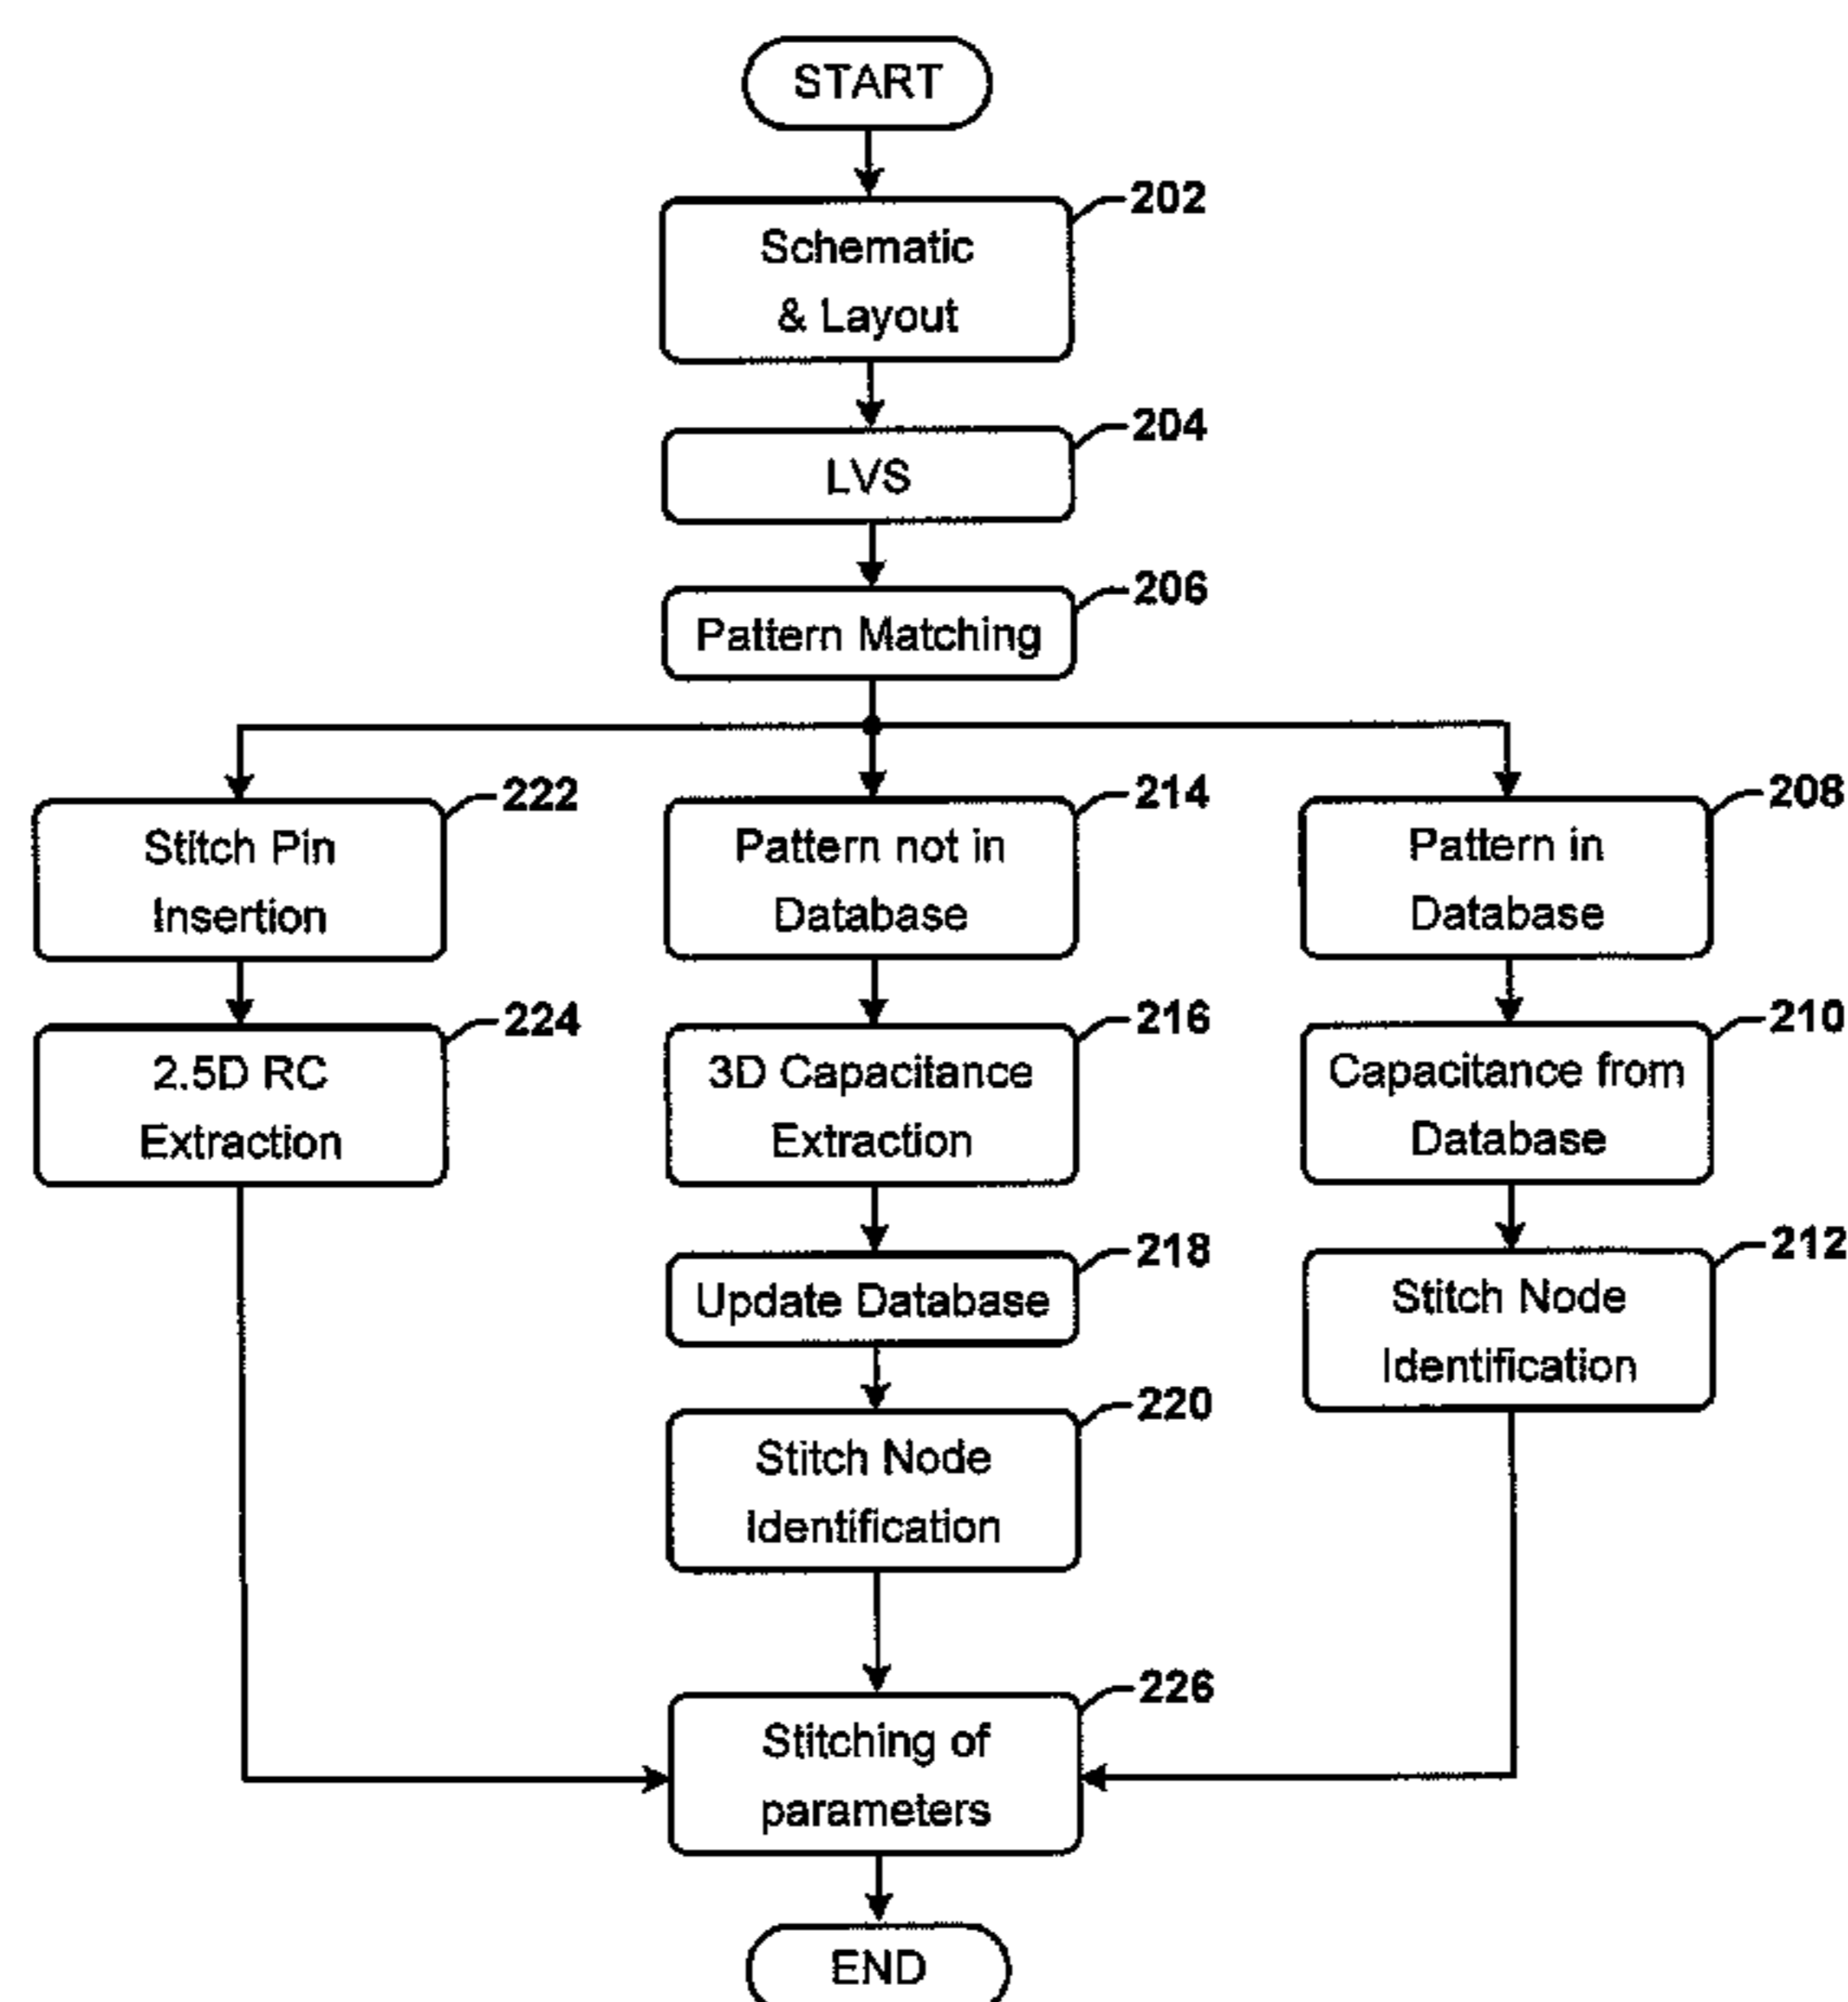 START
202
Schematic
& Layout
204
LVS
206
Pattern Matching
222
Stitch Pin
Insertion
224
2.5D RC
Extraction
214
Pattern not in
Database
216
3D Capacitance
Extraction
218
Update Database
220
Stitch Node
Identification
208
Pattern in
Database
210
Capacitance from
Database
212
Stitch Node
Identification
226
Stitching of
parameters
END